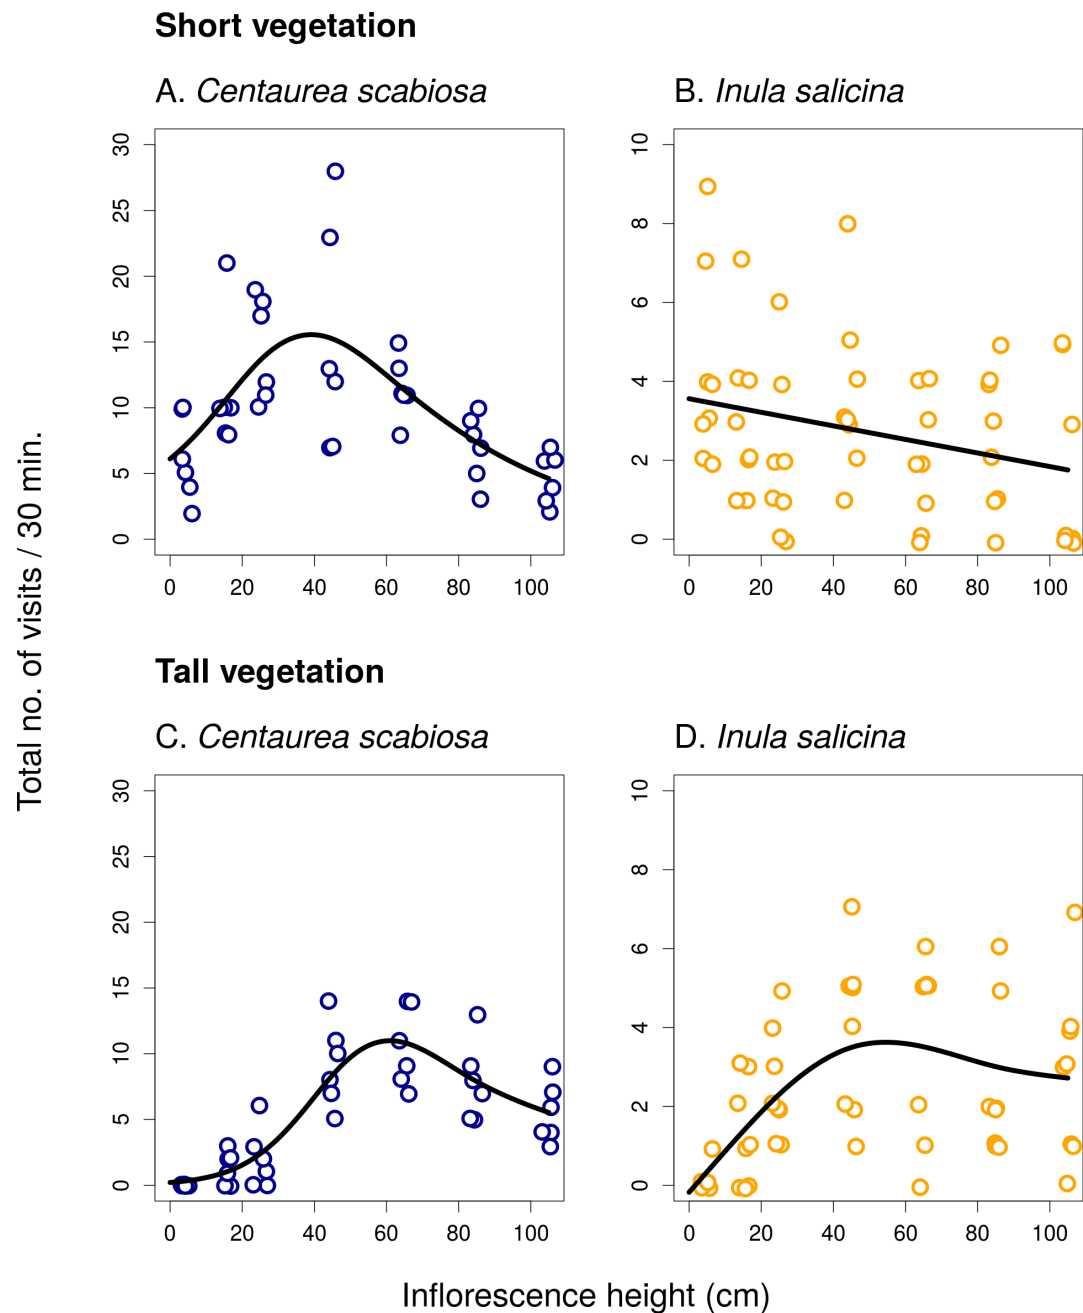 Short vegetation
A. Centaurea scabiosa
B. Inula salicina
30
25
20
15
10
5
0
0 20 40 60 80 100
10
8
6
4
2
0
0 20 40 60 80 100
Total no. of visits / 30 min.
Tall vegetation
C. Centaurea scabiosa
D. Inula salicina
30
25
20
15
10
5
0
0 20 40 60 80 100
10
8
6
4
2
0
0 20 40 60 80 100
Inflorescence height (cm)